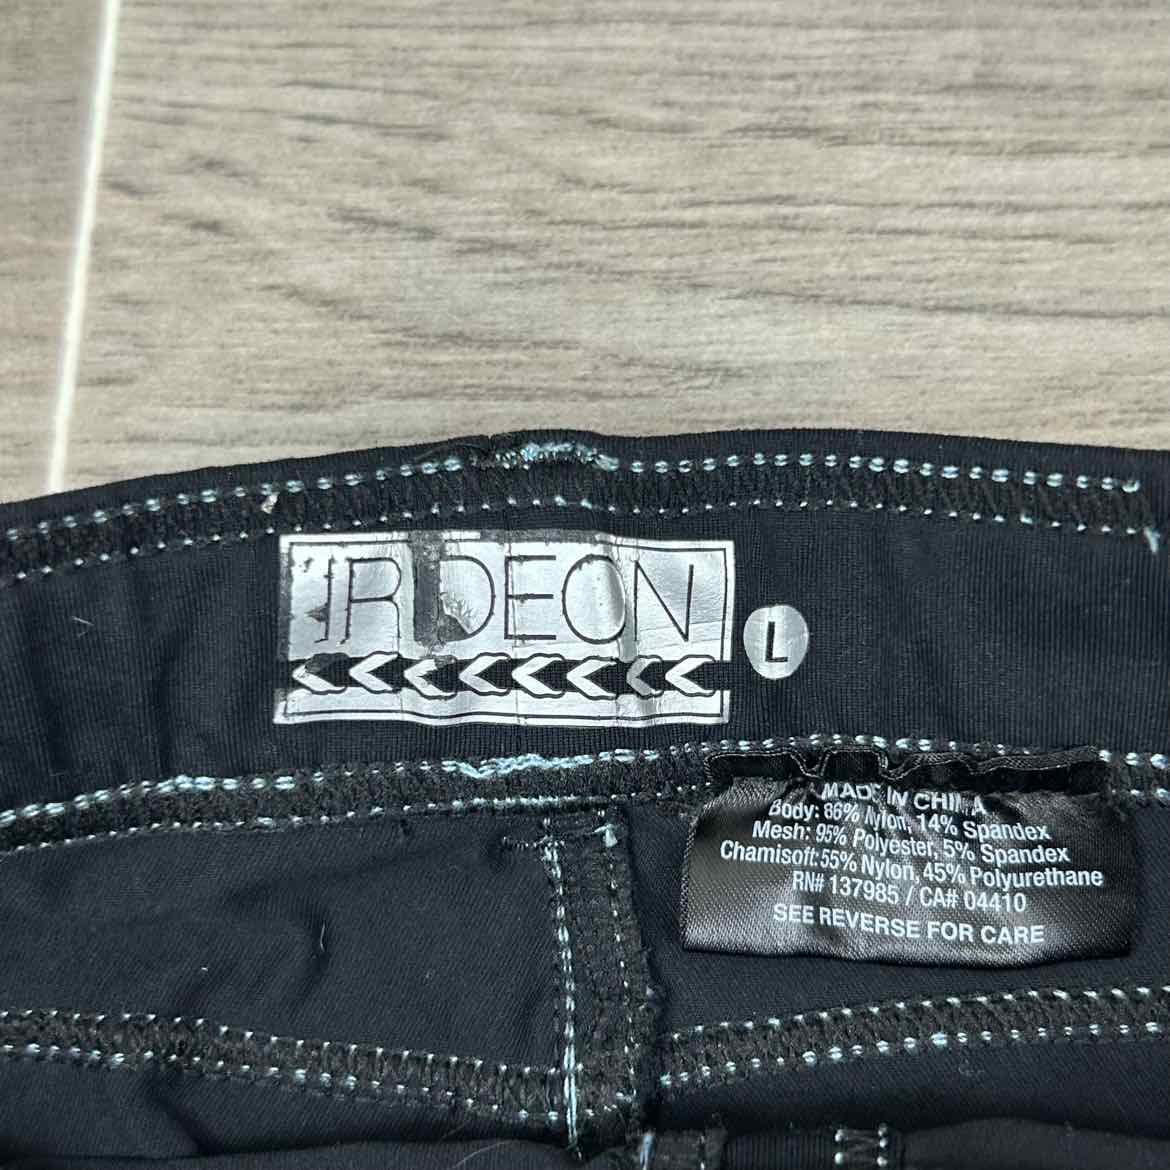 IRIDEON
L
MADE IN CHINA
Body: 86% Nylon, 14% Spandex
Mesh: 95% Polyester, 5% Spandex
Chamisoft: 55% Nylon, 45% Polyurethane
RN# 137985 / CA# 04410
SEE REVERSE FOR CARE